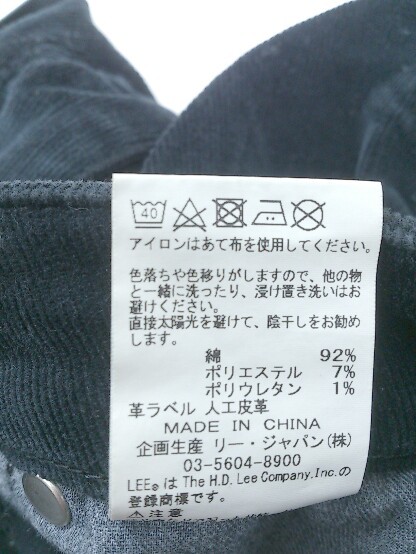 40
アイロンはあて布を使用してください。
色落ちや色移りがしますので、他の物
と一緒に洗ったり、浸け置き洗いはお
避けください。
直接太陽光を避けて、陰干しをお勧め
します。
綿 92%
ポリエステル 7%
ポリウレタン 1%
革ラベル 人工皮革
MADE IN CHINA
企画生産 リー・ジャパン(株)
03-5604-8900
LEE®は The H.D. Lee Company, Inc.の
登録商標です。
⚠注意